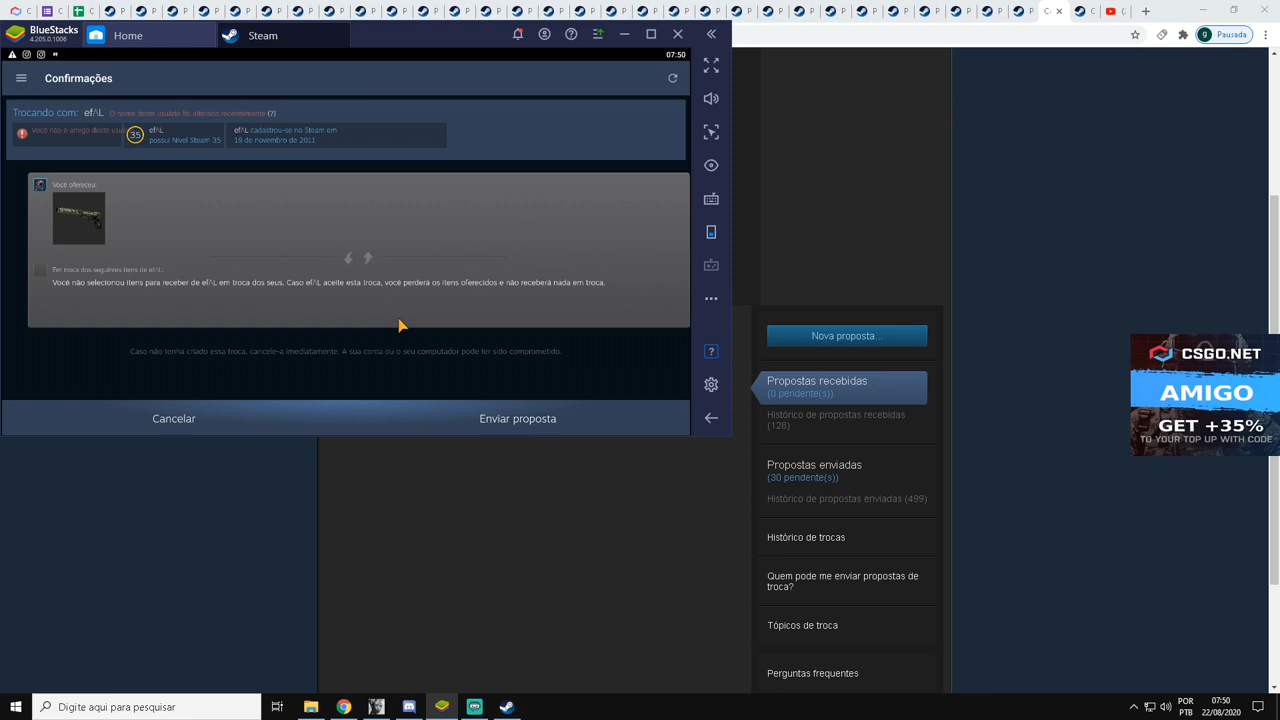 BlueStacks
4.205.0.1006
Home
Steam
Pausada
07:50
Confirmações
Trocando com: ef/\L O nome deste usuário foi alterado recentemente (?)
Você não é amigo deste usu
35
ef/\L
possui Nível Steam 35
ef/\L cadastrou-se no Steam em
19 de novembro de 2011
Você ofereceu:
Em troca dos seguintes itens de ef/\L:
Você não selecionou itens para receber de ef/\L em troca dos seus. Caso ef/\L aceite esta troca, você perderá os itens oferecidos e não receberá nada em troca.
Caso não tenha criado essa troca, cancele-a imediatamente. A sua conta ou o seu computador pode ter sido comprometido.
Cancelar
Enviar proposta
Nova proposta...
Propostas recebidas
(0 pendente(s))
Histórico de propostas recebidas
(128)
Propostas enviadas
(30 pendente(s))
Histórico de propostas enviadas (499)
Histórico de trocas
Quem pode me enviar propostas de
troca?
Tópicos de troca
Perguntas frequentes
CSGO.NET
AMIGO
GET +35%
TO YOUR TOP UP WITH CODE
Digite aqui para pesquisar
POR
PTB
07:50
22/08/2020